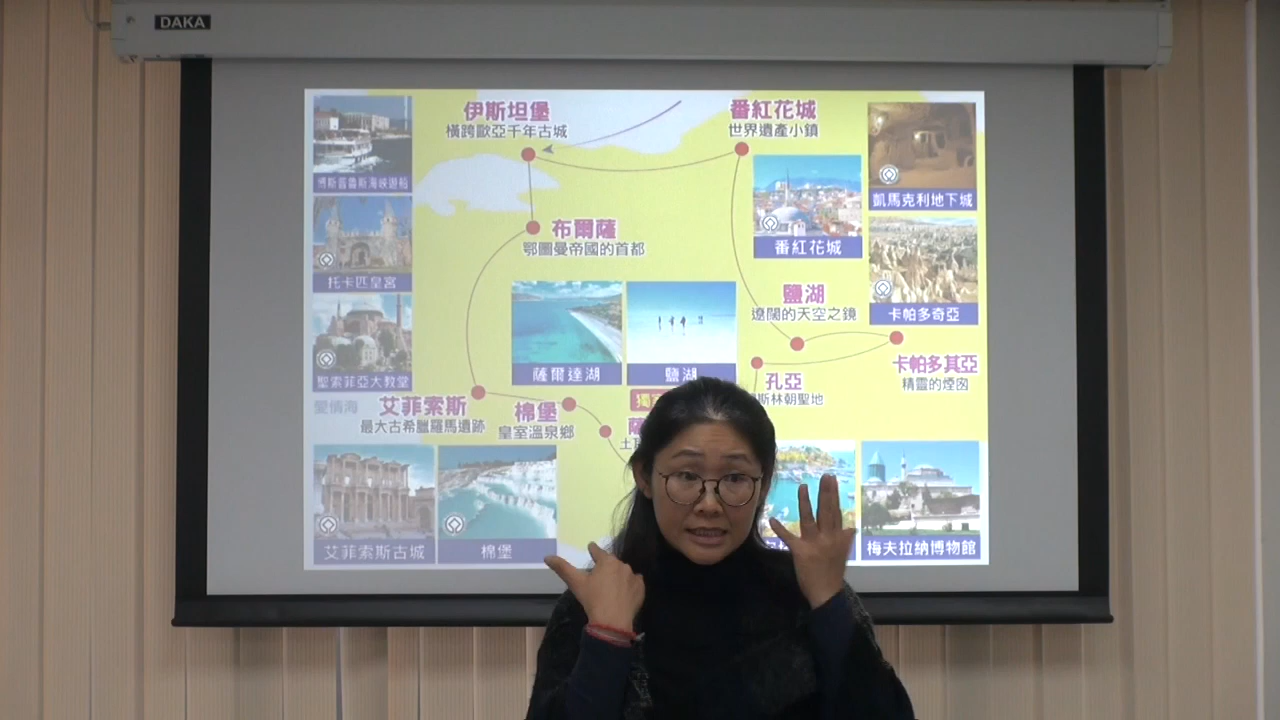 DAKA
伊斯坦堡
橫跨歐亞千年古城
番紅花城
世界遺產小鎮
博斯普魯斯海峽遊船
凱馬克利地下城
布爾薩
鄂圖曼帝國的首都
番紅花城
托卡匹皇宮
鹽湖
遼闊的天空之鏡
卡帕多奇亞
薩爾達湖
鹽湖
聖索菲亞大教堂
卡帕多其亞
精靈的煙囪
孔亞
斯林朝聖地
愛情海
艾菲索斯
最大古希臘羅馬遺跡
棉堡
皇室溫泉鄉
艾菲索斯古城
棉堡
梅夫拉納博物館